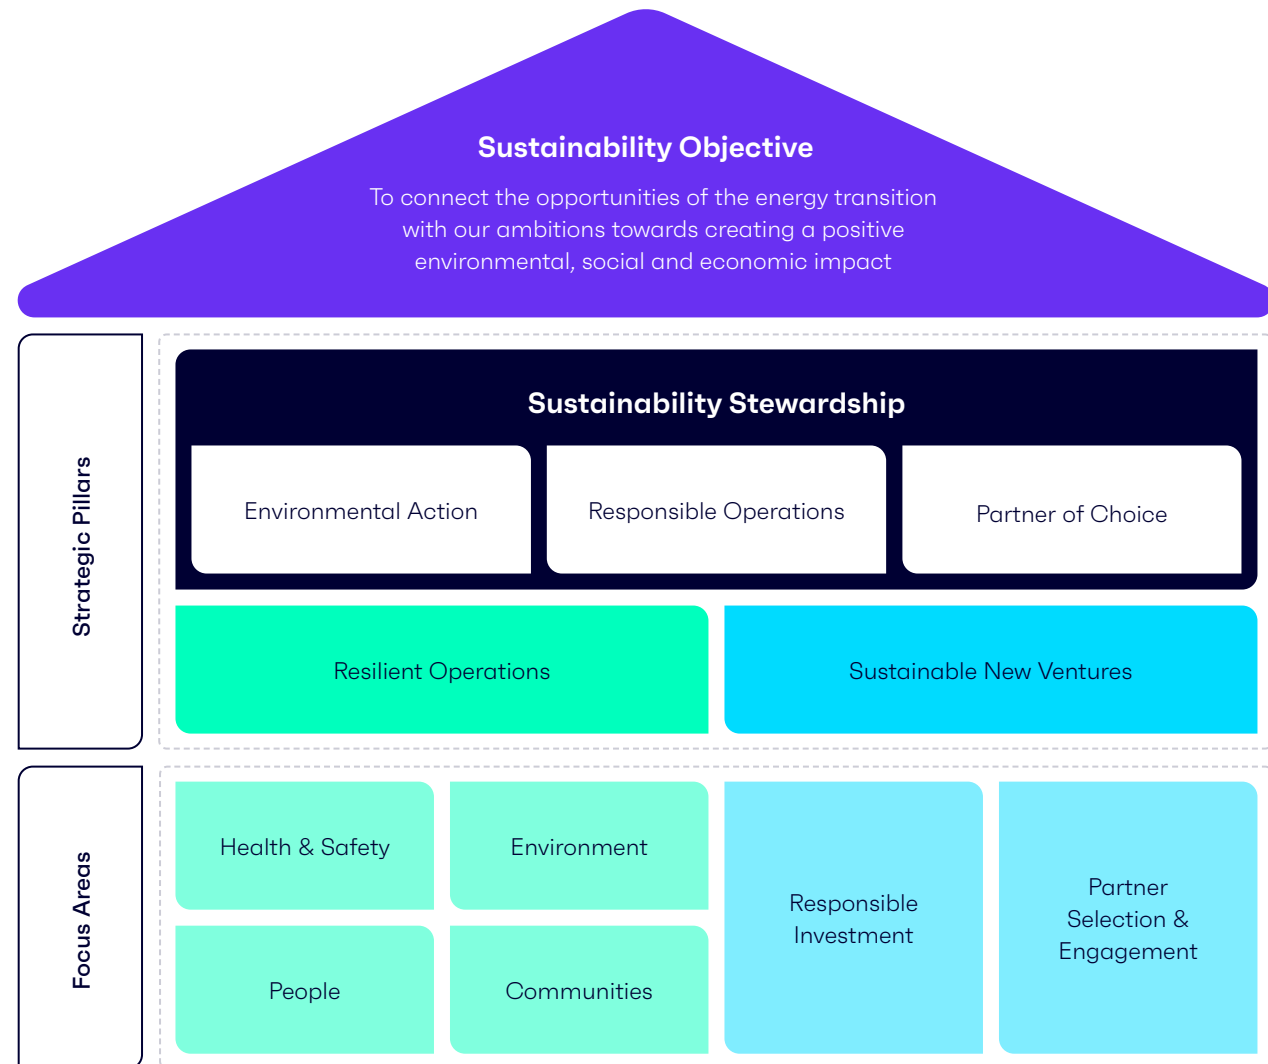 Sustainability Objective
To connect the opportunities of the energy transition
with our ambitions towards creating a positive
environmental, social and economic impact
Strategic Pillars
Sustainability Stewardship
Environmental Action
Responsible Operations
Partner of Choice
Resilient Operations
Sustainable New Ventures
Focus Areas
Health & Safety
Environment
People
Communities
Responsible
Investment
Partner
Selection &
Engagement